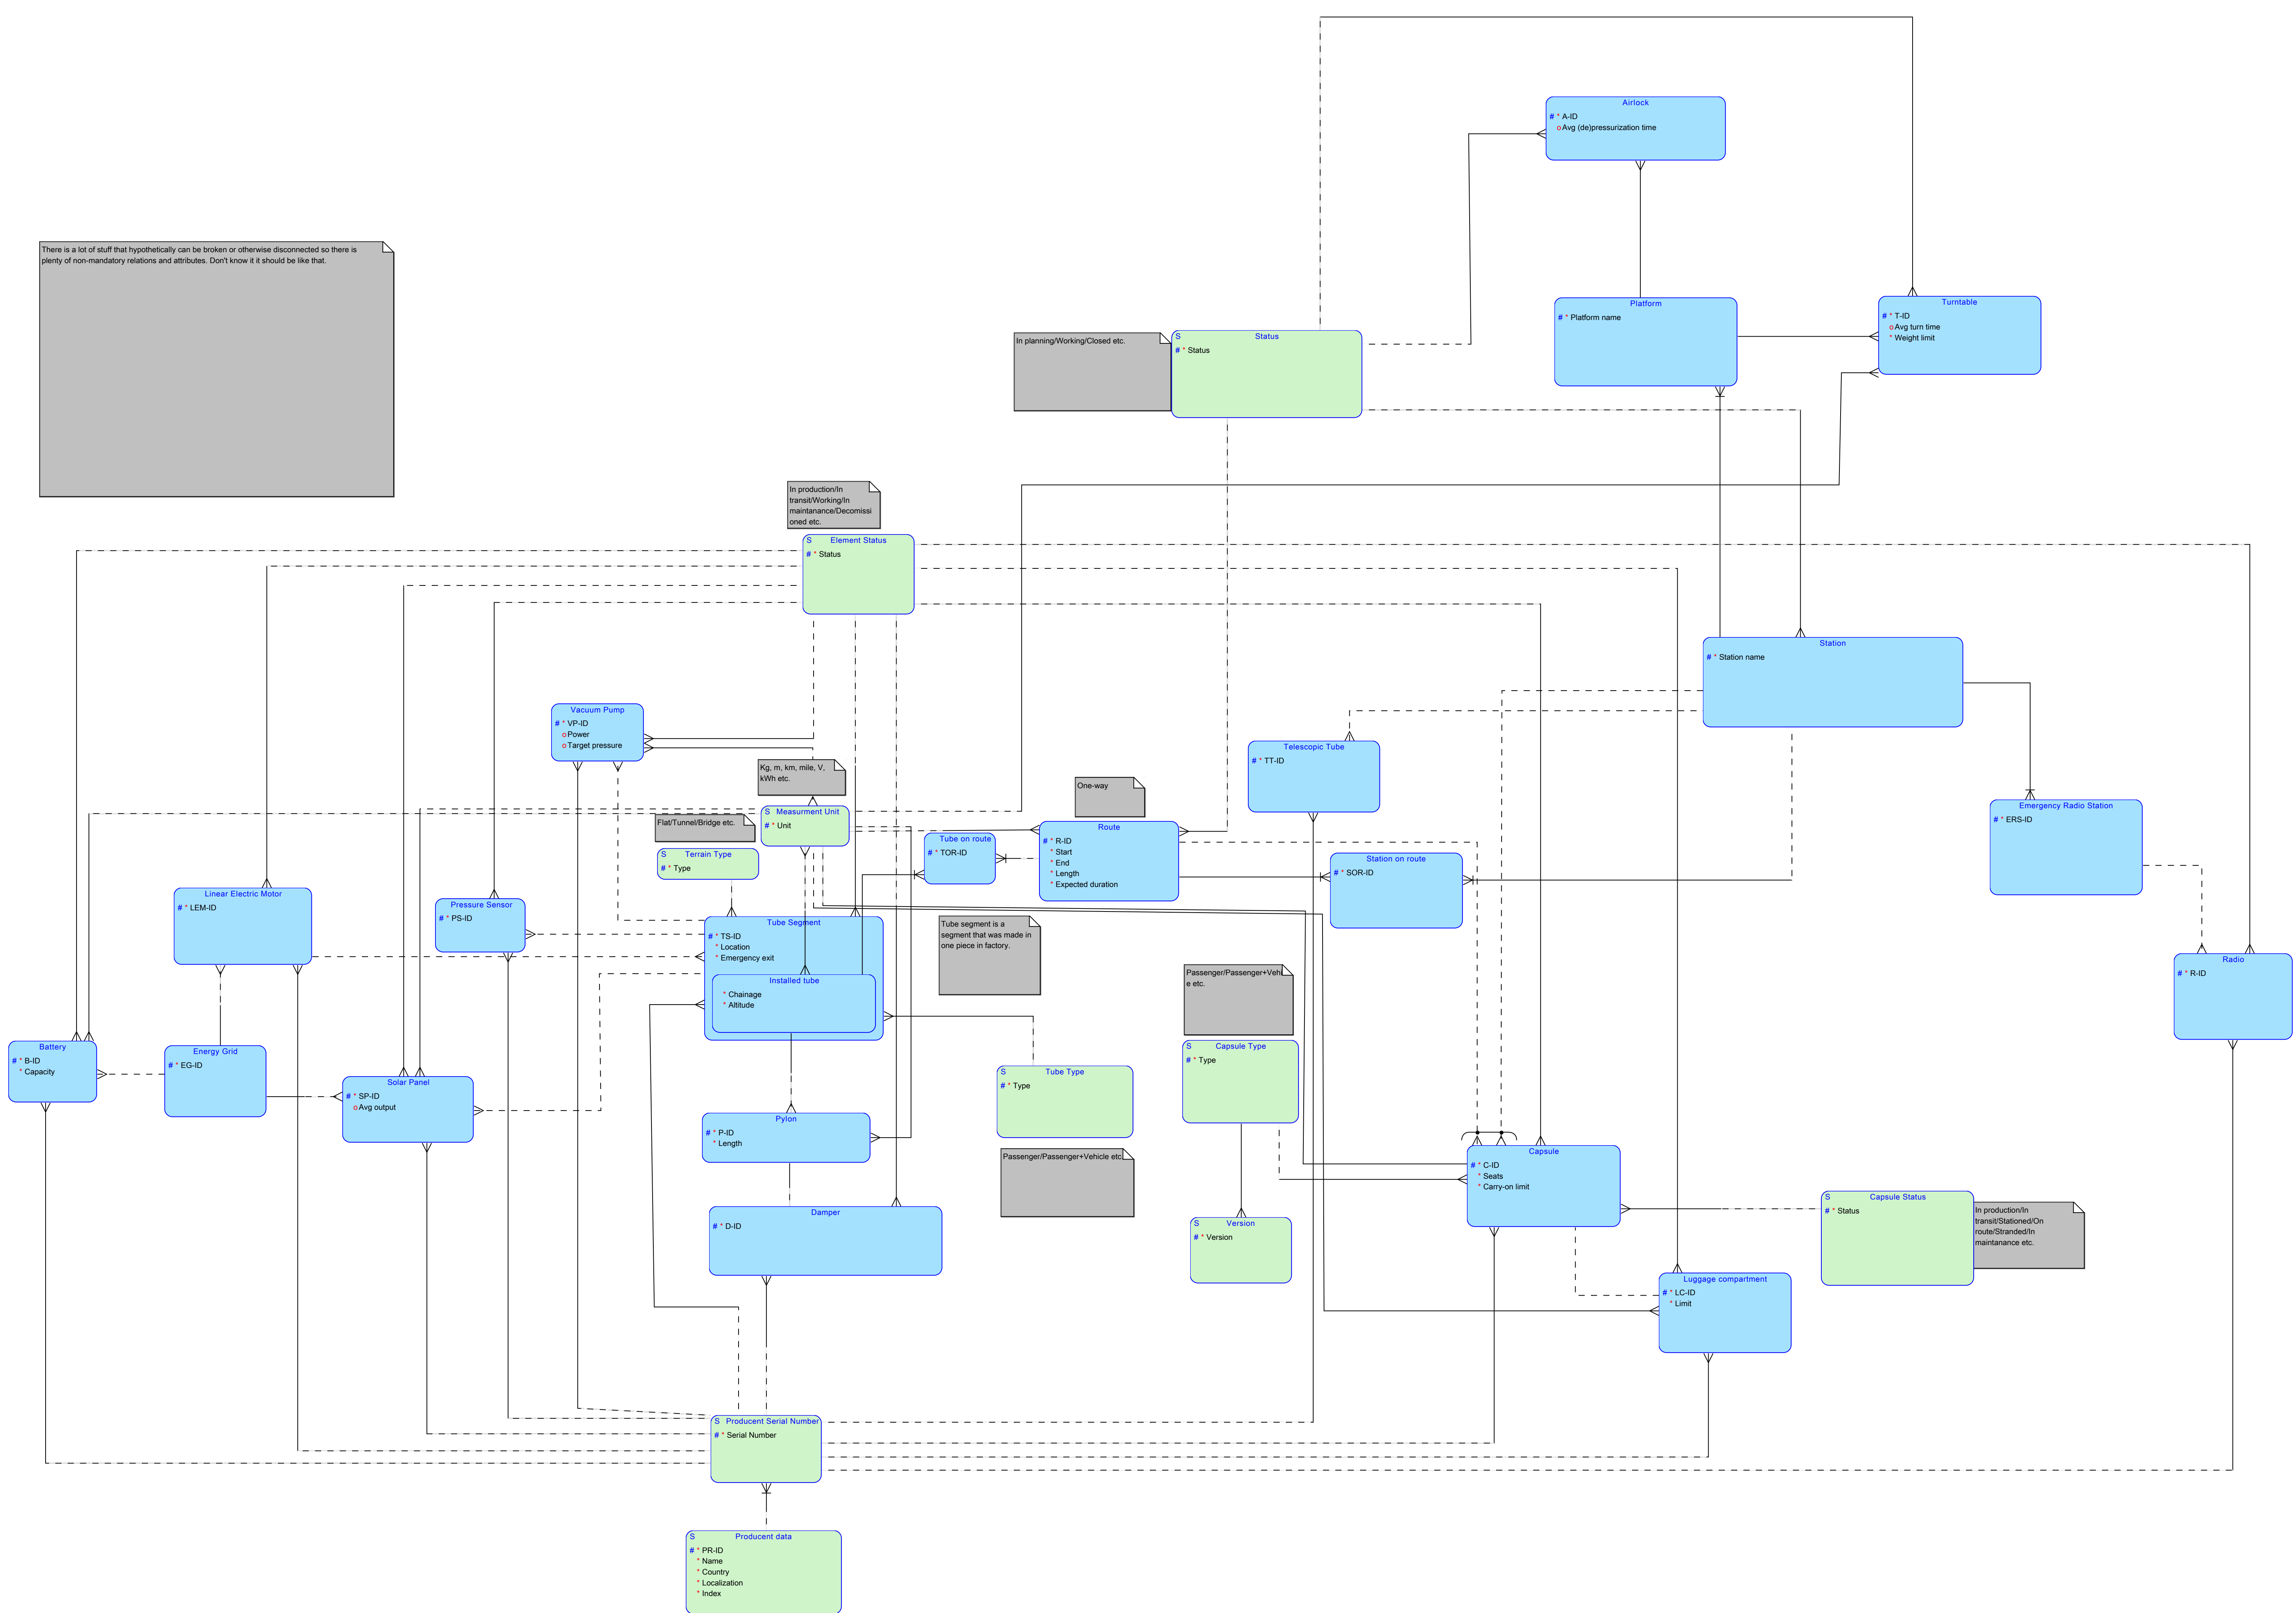 Airlock
# * A-ID
o Avg (de)pressurization time
There is a lot of stuff that hypothetically can be broken or otherwise disconnected so there is
plenty of non-mandatory relations and attributes. Don't know it it should be like that.
Platform
# * Platform name
Turntable
# * T-ID
o Avg turn time
* Weight limit
In planning/Working/Closed etc.
S Status
# * Status
In production/In
transit/Working/In
maintanance/Decomissi
oned etc.
S Element Status
# * Status
Station
# * Station name
Vacuum Pump
# * VP-ID
o Power
o Target pressure
Telescopic Tube
# * TT-ID
Kg, m, km, mile, V,
kWh etc.
One-way
Emergency Radio Station
# * ERS-ID
S Measurment Unit
# * Unit
Flat/Tunnel/Bridge etc.
S Terrain Type
# * Type
Tube on route
# * TOR-ID
Route
# * R-ID
* Start
* End
* Length
* Expected duration
Station on route
# * SOR-ID
Linear Electric Motor
# * LEM-ID
Pressure Sensor
# * PS-ID
Tube Segment
# * TS-ID
* Location
* Emergency exit
Installed tube
* Chainage
* Altitude
Tube segment is a
segment that was made in
one piece in factory.
Radio
# * R-ID
Passenger/Passenger+Vehicl
e etc.
Battery
# * B-ID
* Capacity
Energy Grid
# * EG-ID
Solar Panel
# * SP-ID
o Avg output
S Tube Type
# * Type
S Capsule Type
# * Type
Pylon
# * P-ID
* Length
Passenger/Passenger+Vehicle etc.
Capsule
# * C-ID
* Seats
* Carry-on limit
S Capsule Status
# * Status
In production/In
transit/Stationed/On
route/Stranded/In
maintanance etc.
Damper
# * D-ID
S Version
# * Version
Luggage compartment
# * LC-ID
* Limit
S Producent Serial Number
# * Serial Number
S Producent data
# * PR-ID
* Name
* Country
* Localization
* Index